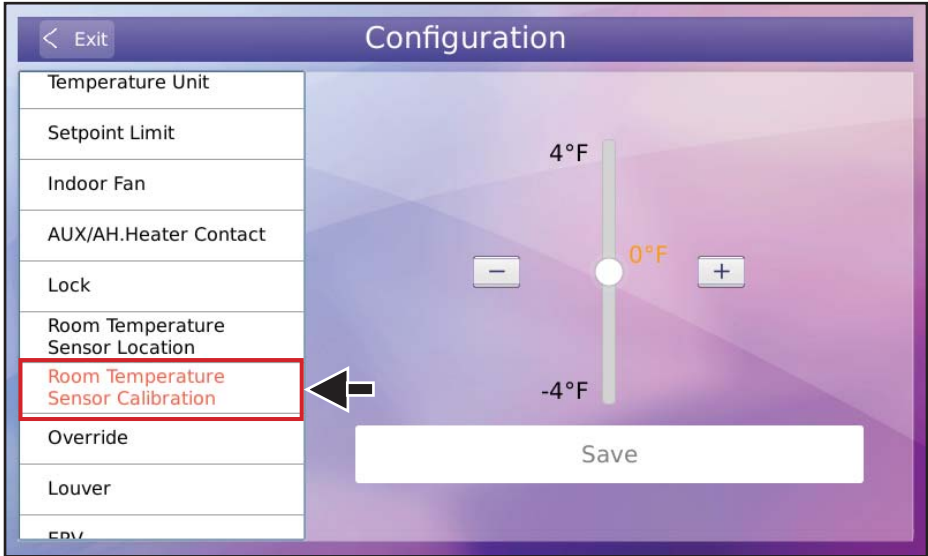 < Exit
Configuration
Temperature Unit
Setpoint Limit
Indoor Fan
AUX/AH.Heater Contact
Lock
Room Temperature
Sensor Location
Room Temperature
Sensor Calibration
Override
Louver
ERV
4°F
0°F
−
+
-4°F
Save